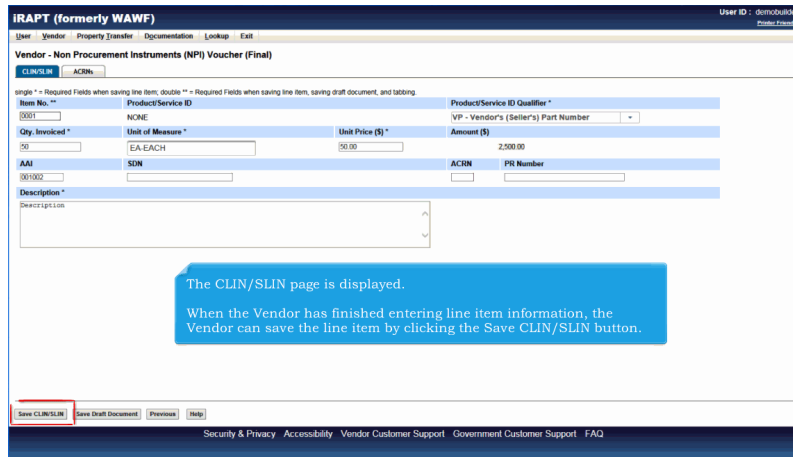 iRAPT (formerly WAWF)
User ID : demobuilde
Printer Friend
User Vendor Property Transfer Documentation Lookup Exit
Vendor - Non Procurement Instruments (NPI) Voucher (Final)
CLIN/SLIN ACRNs
single * = Required Fields when saving line item; double ** = Required Fields when saving line item, saving draft document, and tabbing.
Item No. ** Product/Service ID Product/Service ID Qualifier *
0001 NONE VP - Vendor's (Seller's) Part Number
Qty. Invoiced * Unit of Measure * Unit Price ($) * Amount ($)
50 EA-EACH 50.00 2,500.00
AAI SDN ACRN PR Number
001002
Description *
Description
The CLIN/SLIN page is displayed.
When the Vendor has finished entering line item information, the
Vendor can save the line item by clicking the Save CLIN/SLIN button.
Save CLIN/SLIN Save Draft Document Previous Help
Security & Privacy Accessibility Vendor Customer Support Government Customer Support FAQ